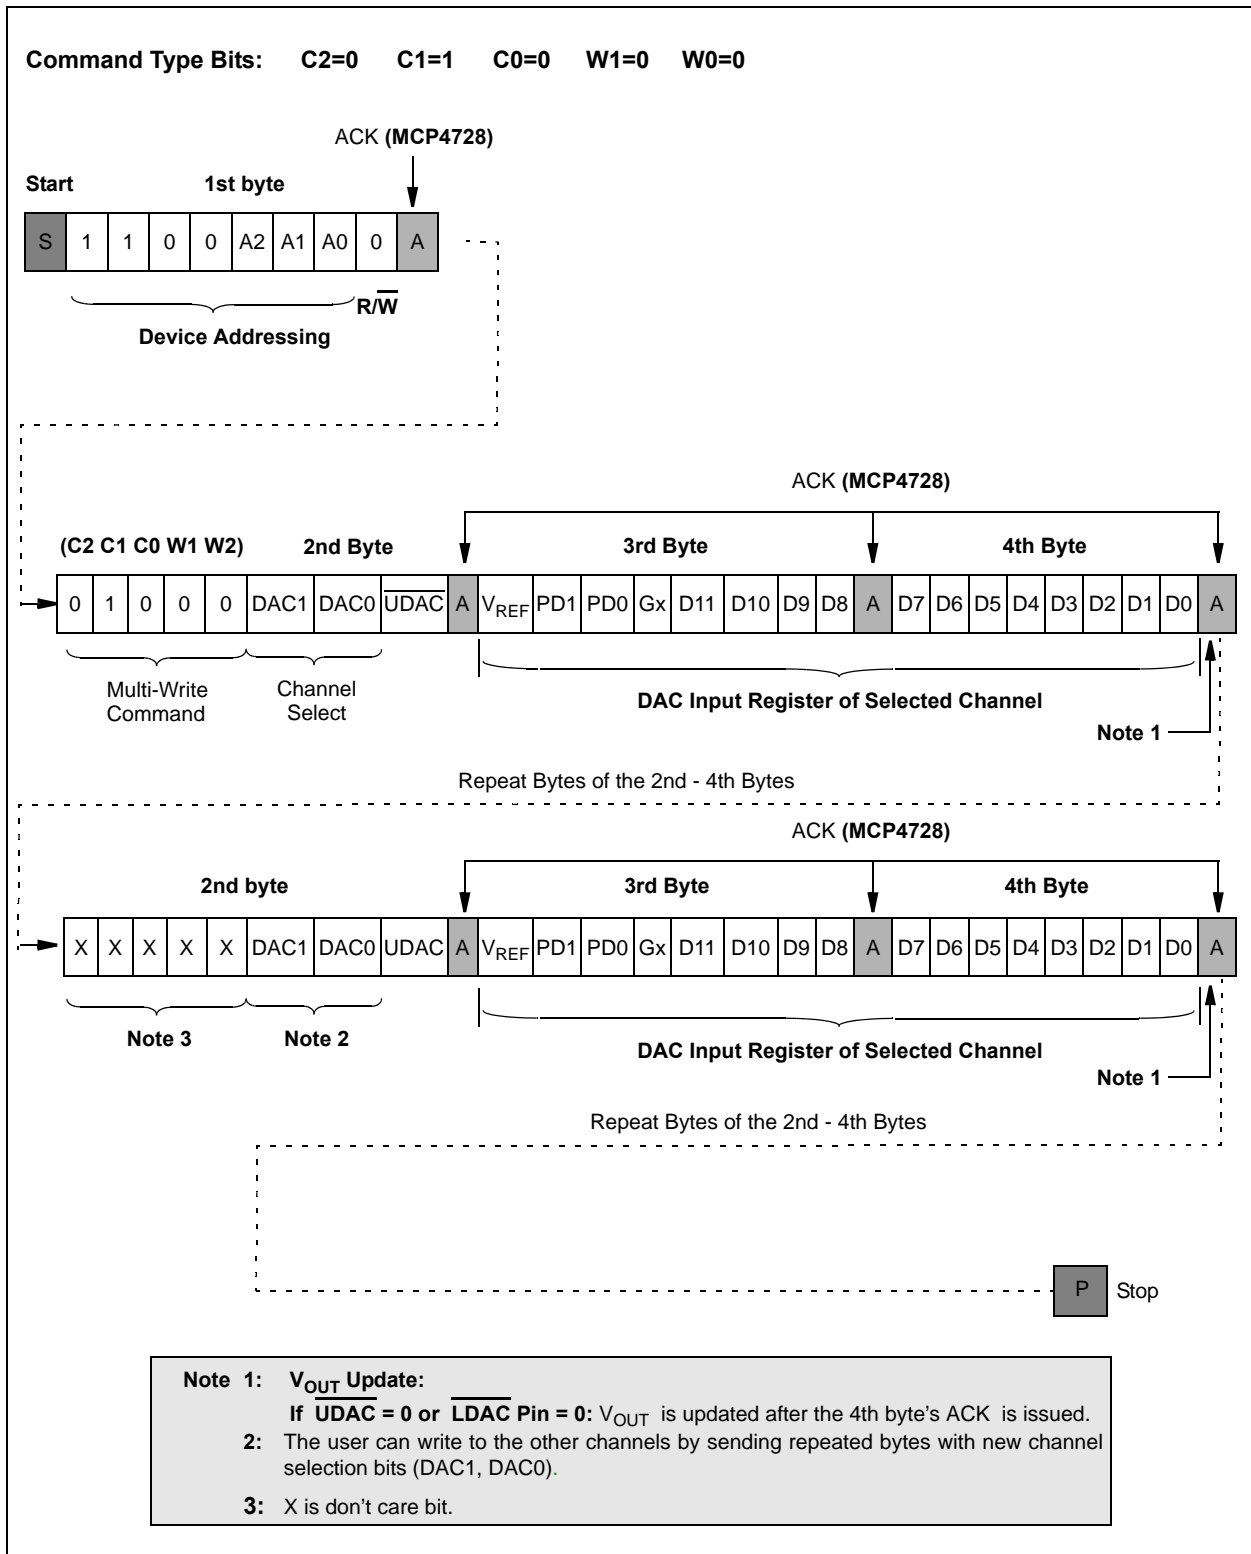 Command Type Bits: C2=0 C1=1 C0=0 W1=0 W0=0
ACK (MCP4728)
Start 1st byte
S 1 1 0 0 A2 A1 A0 0 A
R/W
Device Addressing
ACK (MCP4728)
(C2 C1 C0 W1 W2) 2nd Byte 3rd Byte 4th Byte
0 1 0 0 0 DAC1 DAC0 UDAC A VREF PD1 PD0 Gx D11 D10 D9 D8 A D7 D6 D5 D4 D3 D2 D1 D0 A
Multi-Write Channel
Command Select
DAC Input Register of Selected Channel
Note 1
Repeat Bytes of the 2nd - 4th Bytes
ACK (MCP4728)
2nd byte 3rd Byte 4th Byte
X X X X X DAC1 DAC0 UDAC A VREF PD1 PD0 Gx D11 D10 D9 D8 A D7 D6 D5 D4 D3 D2 D1 D0 A
Note 3 Note 2
DAC Input Register of Selected Channel
Note 1
Repeat Bytes of the 2nd - 4th Bytes
P Stop
Note 1: VOUT Update:
If UDAC = 0 or LDAC Pin = 0: VOUT is updated after the 4th byte's ACK is issued.
2: The user can write to the other channels by sending repeated bytes with new channel
selection bits (DAC1, DAC0).
3: X is don't care bit.